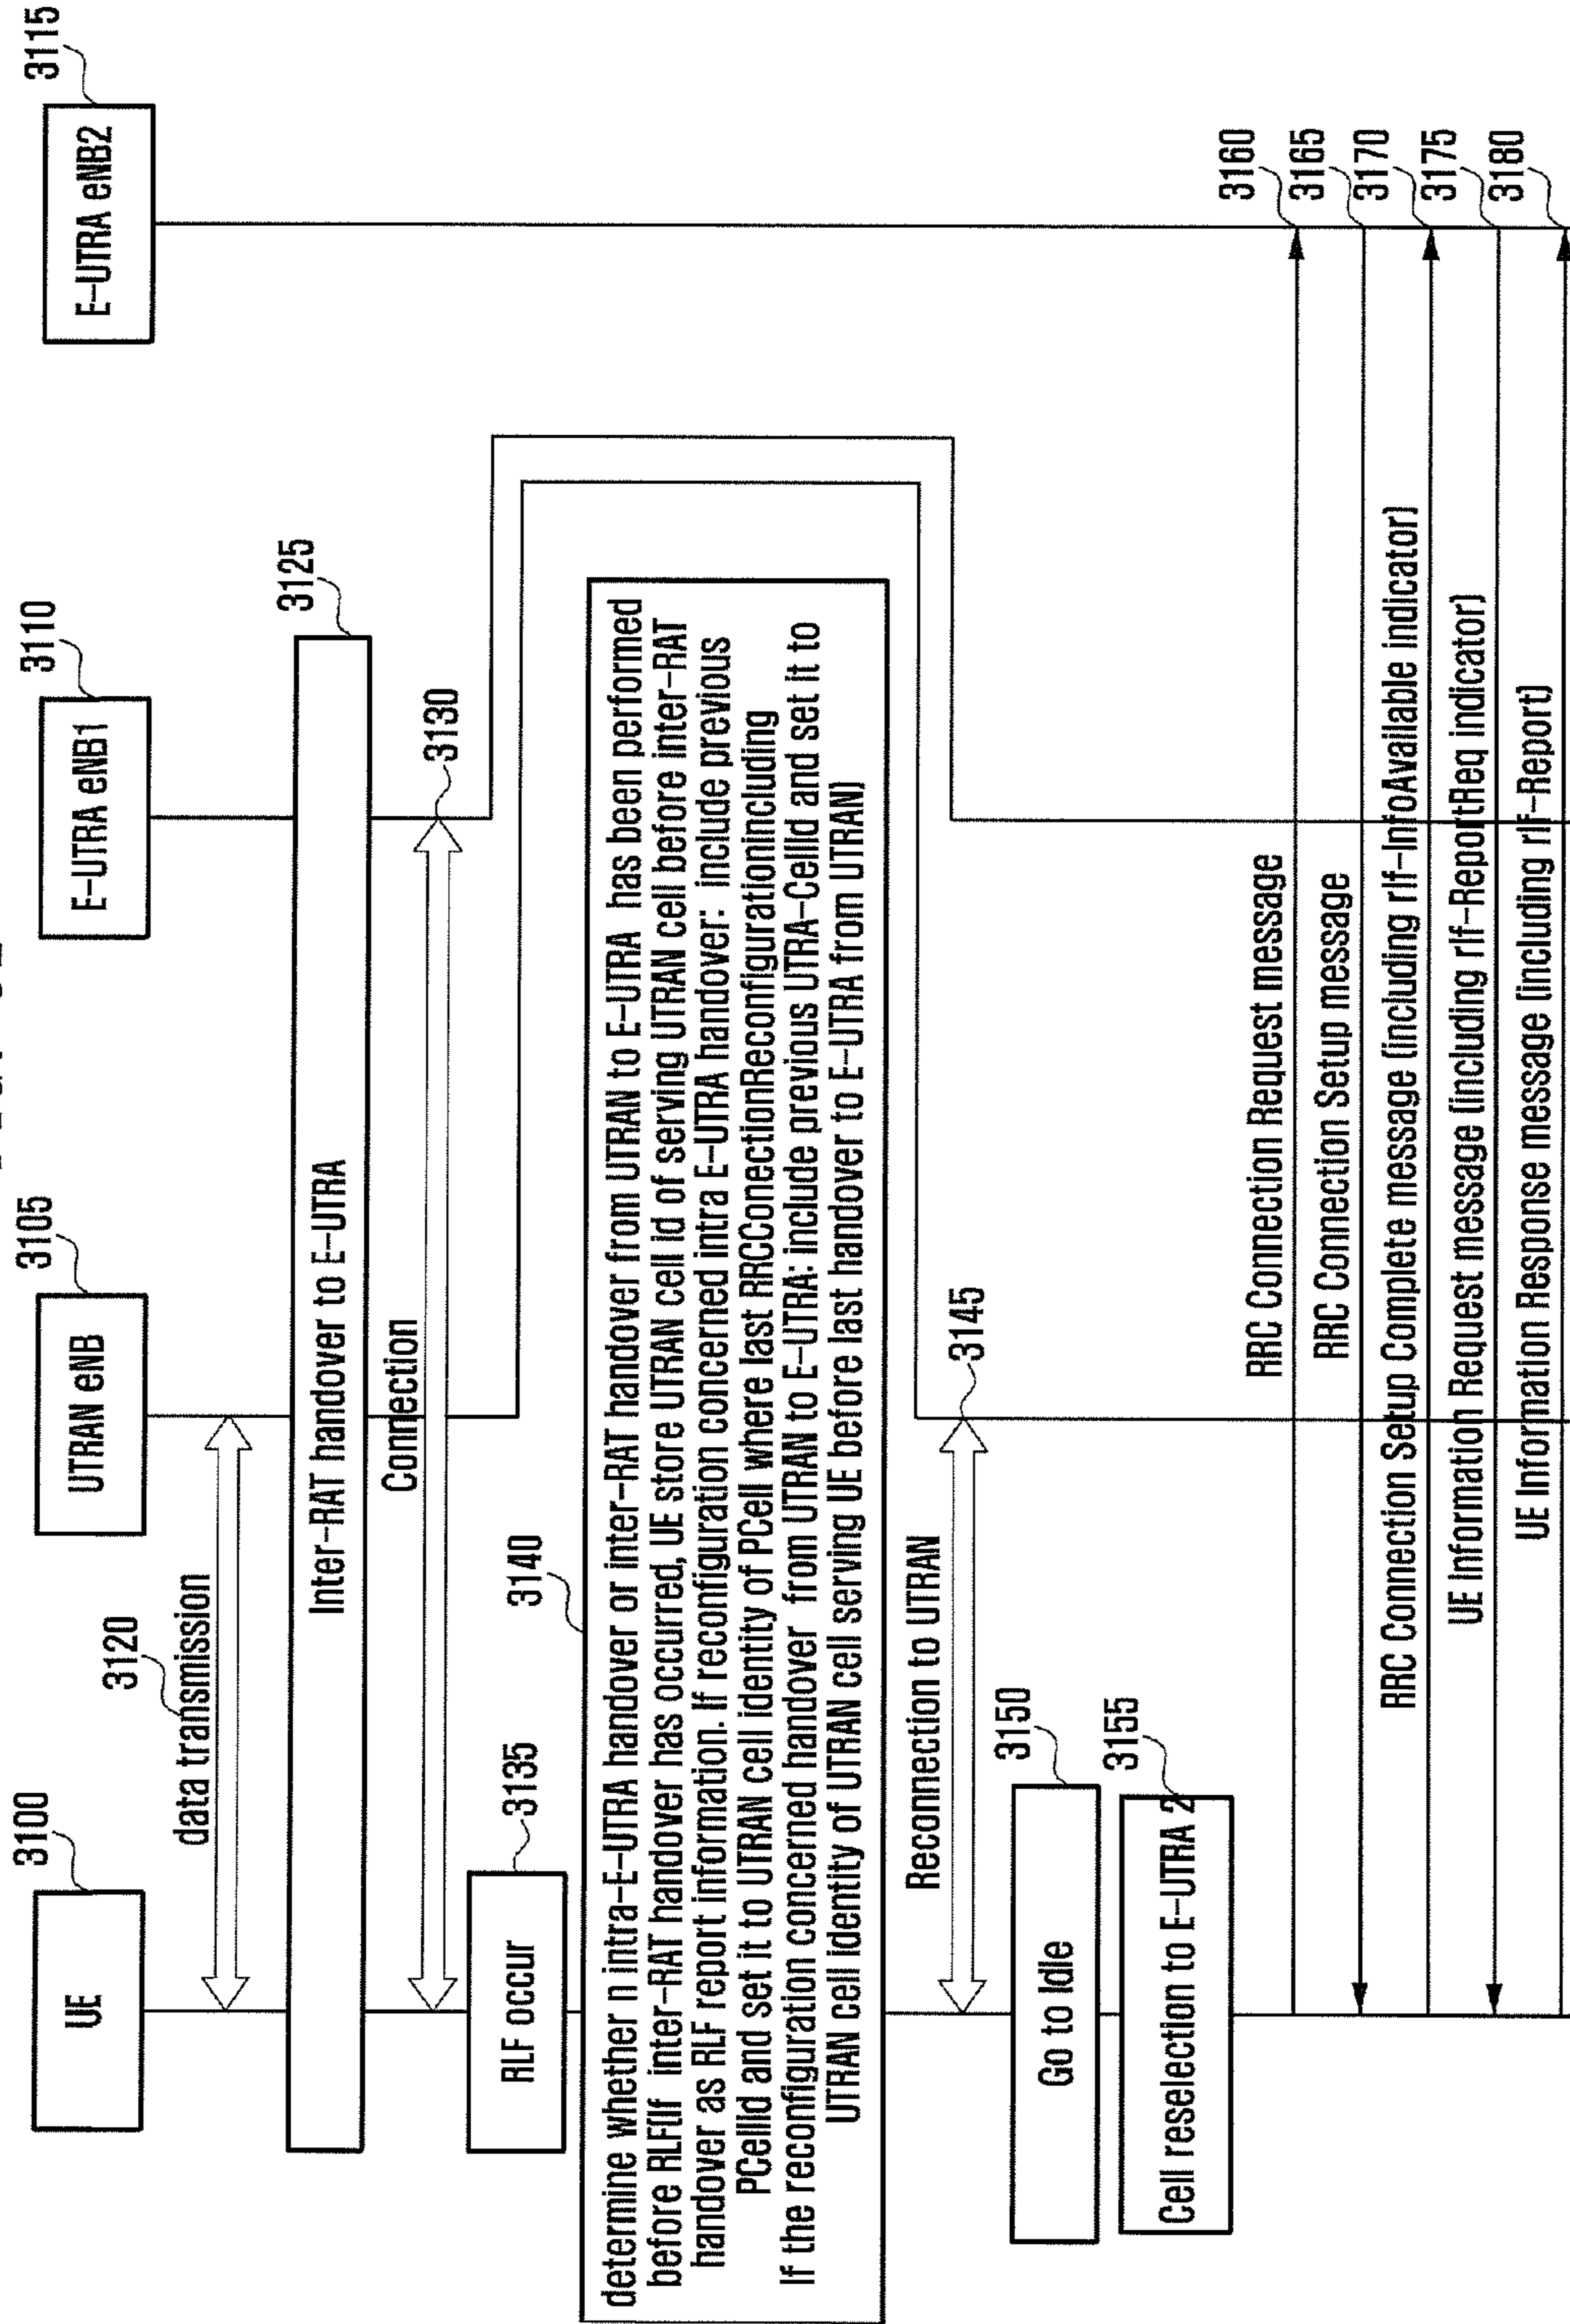 UE
3100
UTRAN eNB
3105
E-UTRA eNB1
3110
E-UTRA eNB2
3115
3120
data transmission
Inter-RAT handover to E-UTRA
3125
Connection
3130
RLF occur
3135
3140
determine whether n intra-E-UTRA handover or inter-RAT handover from UTRAN to E-UTRA has been performed
before RLF(If inter-RAT handover has occurred, UE store UTRAN cell id of serving UTRAN cell before inter-RAT
handover as RLF report information. If reconfiguration concerned intra E-UTRA handover: include previous
PCellId and set it to UTRAN cell identity of PCell where last RRCConectionReconfigurationincluding
If the reconfiguration concerned handover from UTRAN to E-UTRA: include previous UTRA-CellId and set it to
UTRAN cell identity of UTRAN cell serving UE before last handover to E-UTRA from UTRAN)
Reconnection to UTRAN
3145
Go to Idle
3150
Cell reselection to E-UTRA 2
3155
RRC Connection Request message
3160
RRC Connection Setup message
3165
RRC Connection Setup Complete message (including rlf-InfoAvailable indicator)
3170
UE Information Request message (including rlf-ReportReq indicator)
3175
UE Information Response message (including rlf-Report)
3180